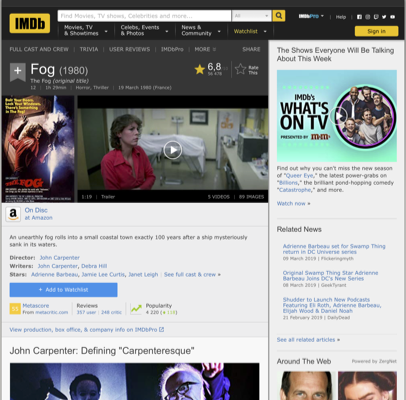 IMDb
Find Movies, TV shows, Celebrities and more...
All
Movies, TV & Showtimes
Celebs, Events & Photos
News & Community
Watchlist
IMDbPro
Help
Sign in
FULL CAST AND CREW | TRIVIA | USER REVIEWS | IMDbPro | MORE
SHARE
Fog (1980)
The Fog (original title)
12 | 1h 29min | Horror, Thriller | 19 March 1980 (France)
6,8
Rate This
1:19 | Trailer
5 VIDEOS | 89 IMAGES
On Disc
at Amazon
An unearthly fog rolls into a small coastal town exactly 100 years after a ship mysteriously
sank in its waters.
Director: John Carpenter
Writers: John Carpenter, Debra Hill
Stars: Adrienne Barbeau, Jamie Lee Curtis, Janet Leigh | See full cast & crew »
+ Add to Watchlist
Metascore
From metacritic.com
Reviews
357 user | 248 critic
Popularity
4 220
View production, box office, & company info on IMDbPro
John Carpenter: Defining "Carpenteresque"
The Shows Everyone Will Be Talking
About This Week
IMDb's
WHAT'S
ON TV
PRESENTED BY
Find out why you can't miss the new season
of "Queer Eye," the latest power-grabs on
"Billions," the brilliant pond-hopping comedy
"Catastrophe," and more.
Watch now »
Related News
Adrienne Barbeau set for Swamp Thing
return to DC Universe series
09 March 2019 | Flickeringmyth
Original Swamp Thing Star Adrienne
Barbeau Joins DC's New Series
08 March 2019 | GeekTyrant
Shudder to Launch New Podcasts
Featuring Eli Roth, Adrienne Barbeau,
Elijah Wood & Daniel Noah
21 February 2019 | DailyDead
See all related articles »
Around The Web
Powered by ZergNet